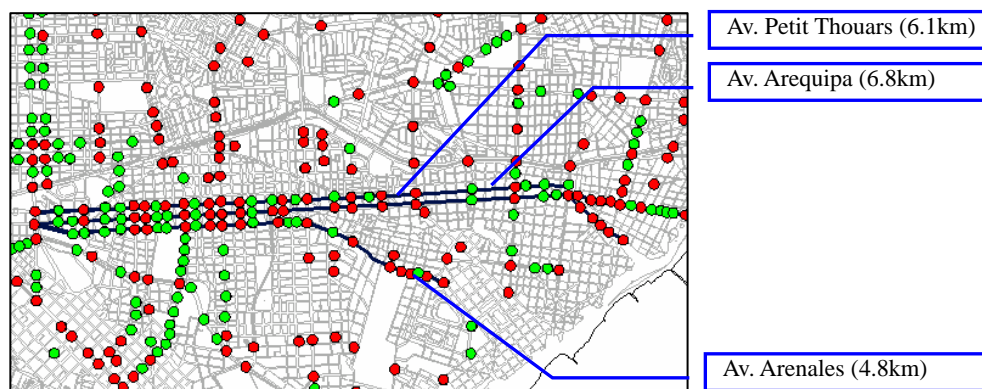 Av. Petit Thouars (6.1km)
Av. Arequipa (6.8km)
Av. Arenales (4.8km)